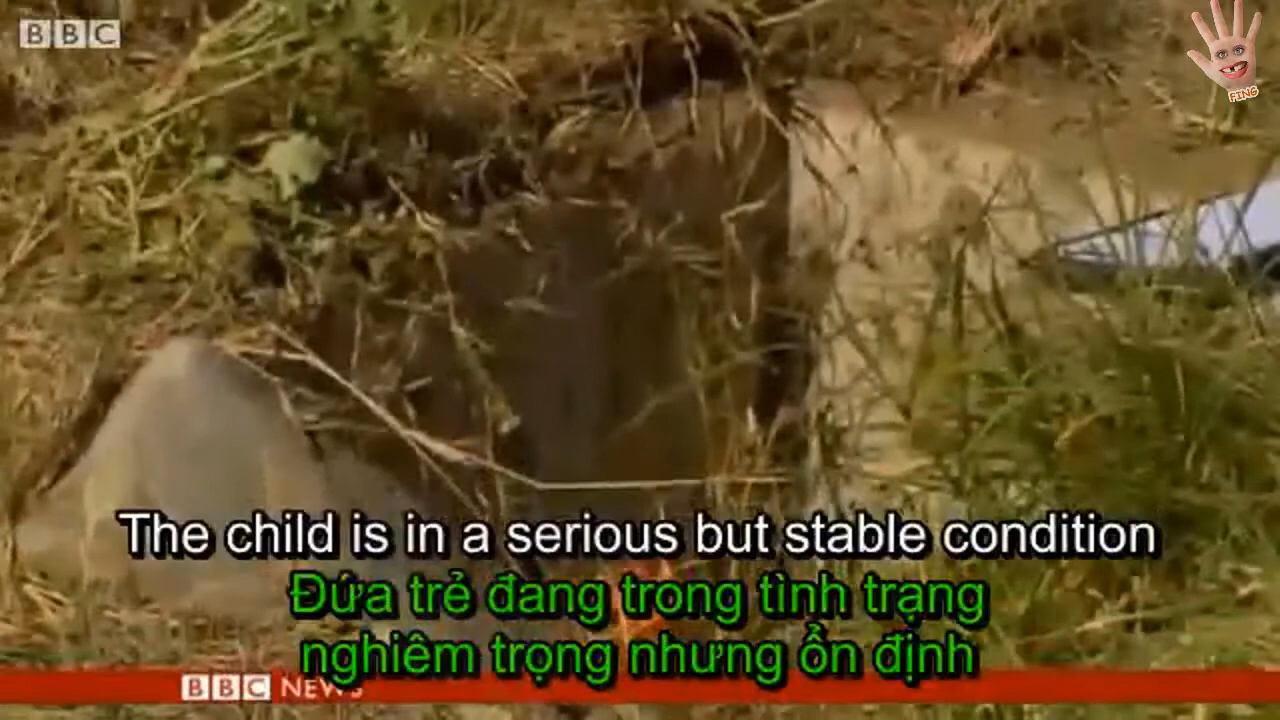 BBC
FING
The child is in a serious but stable condition
Đứa trẻ đang trong tình trạng
nghiêm trọng nhưng ổn định
BBC NEWS